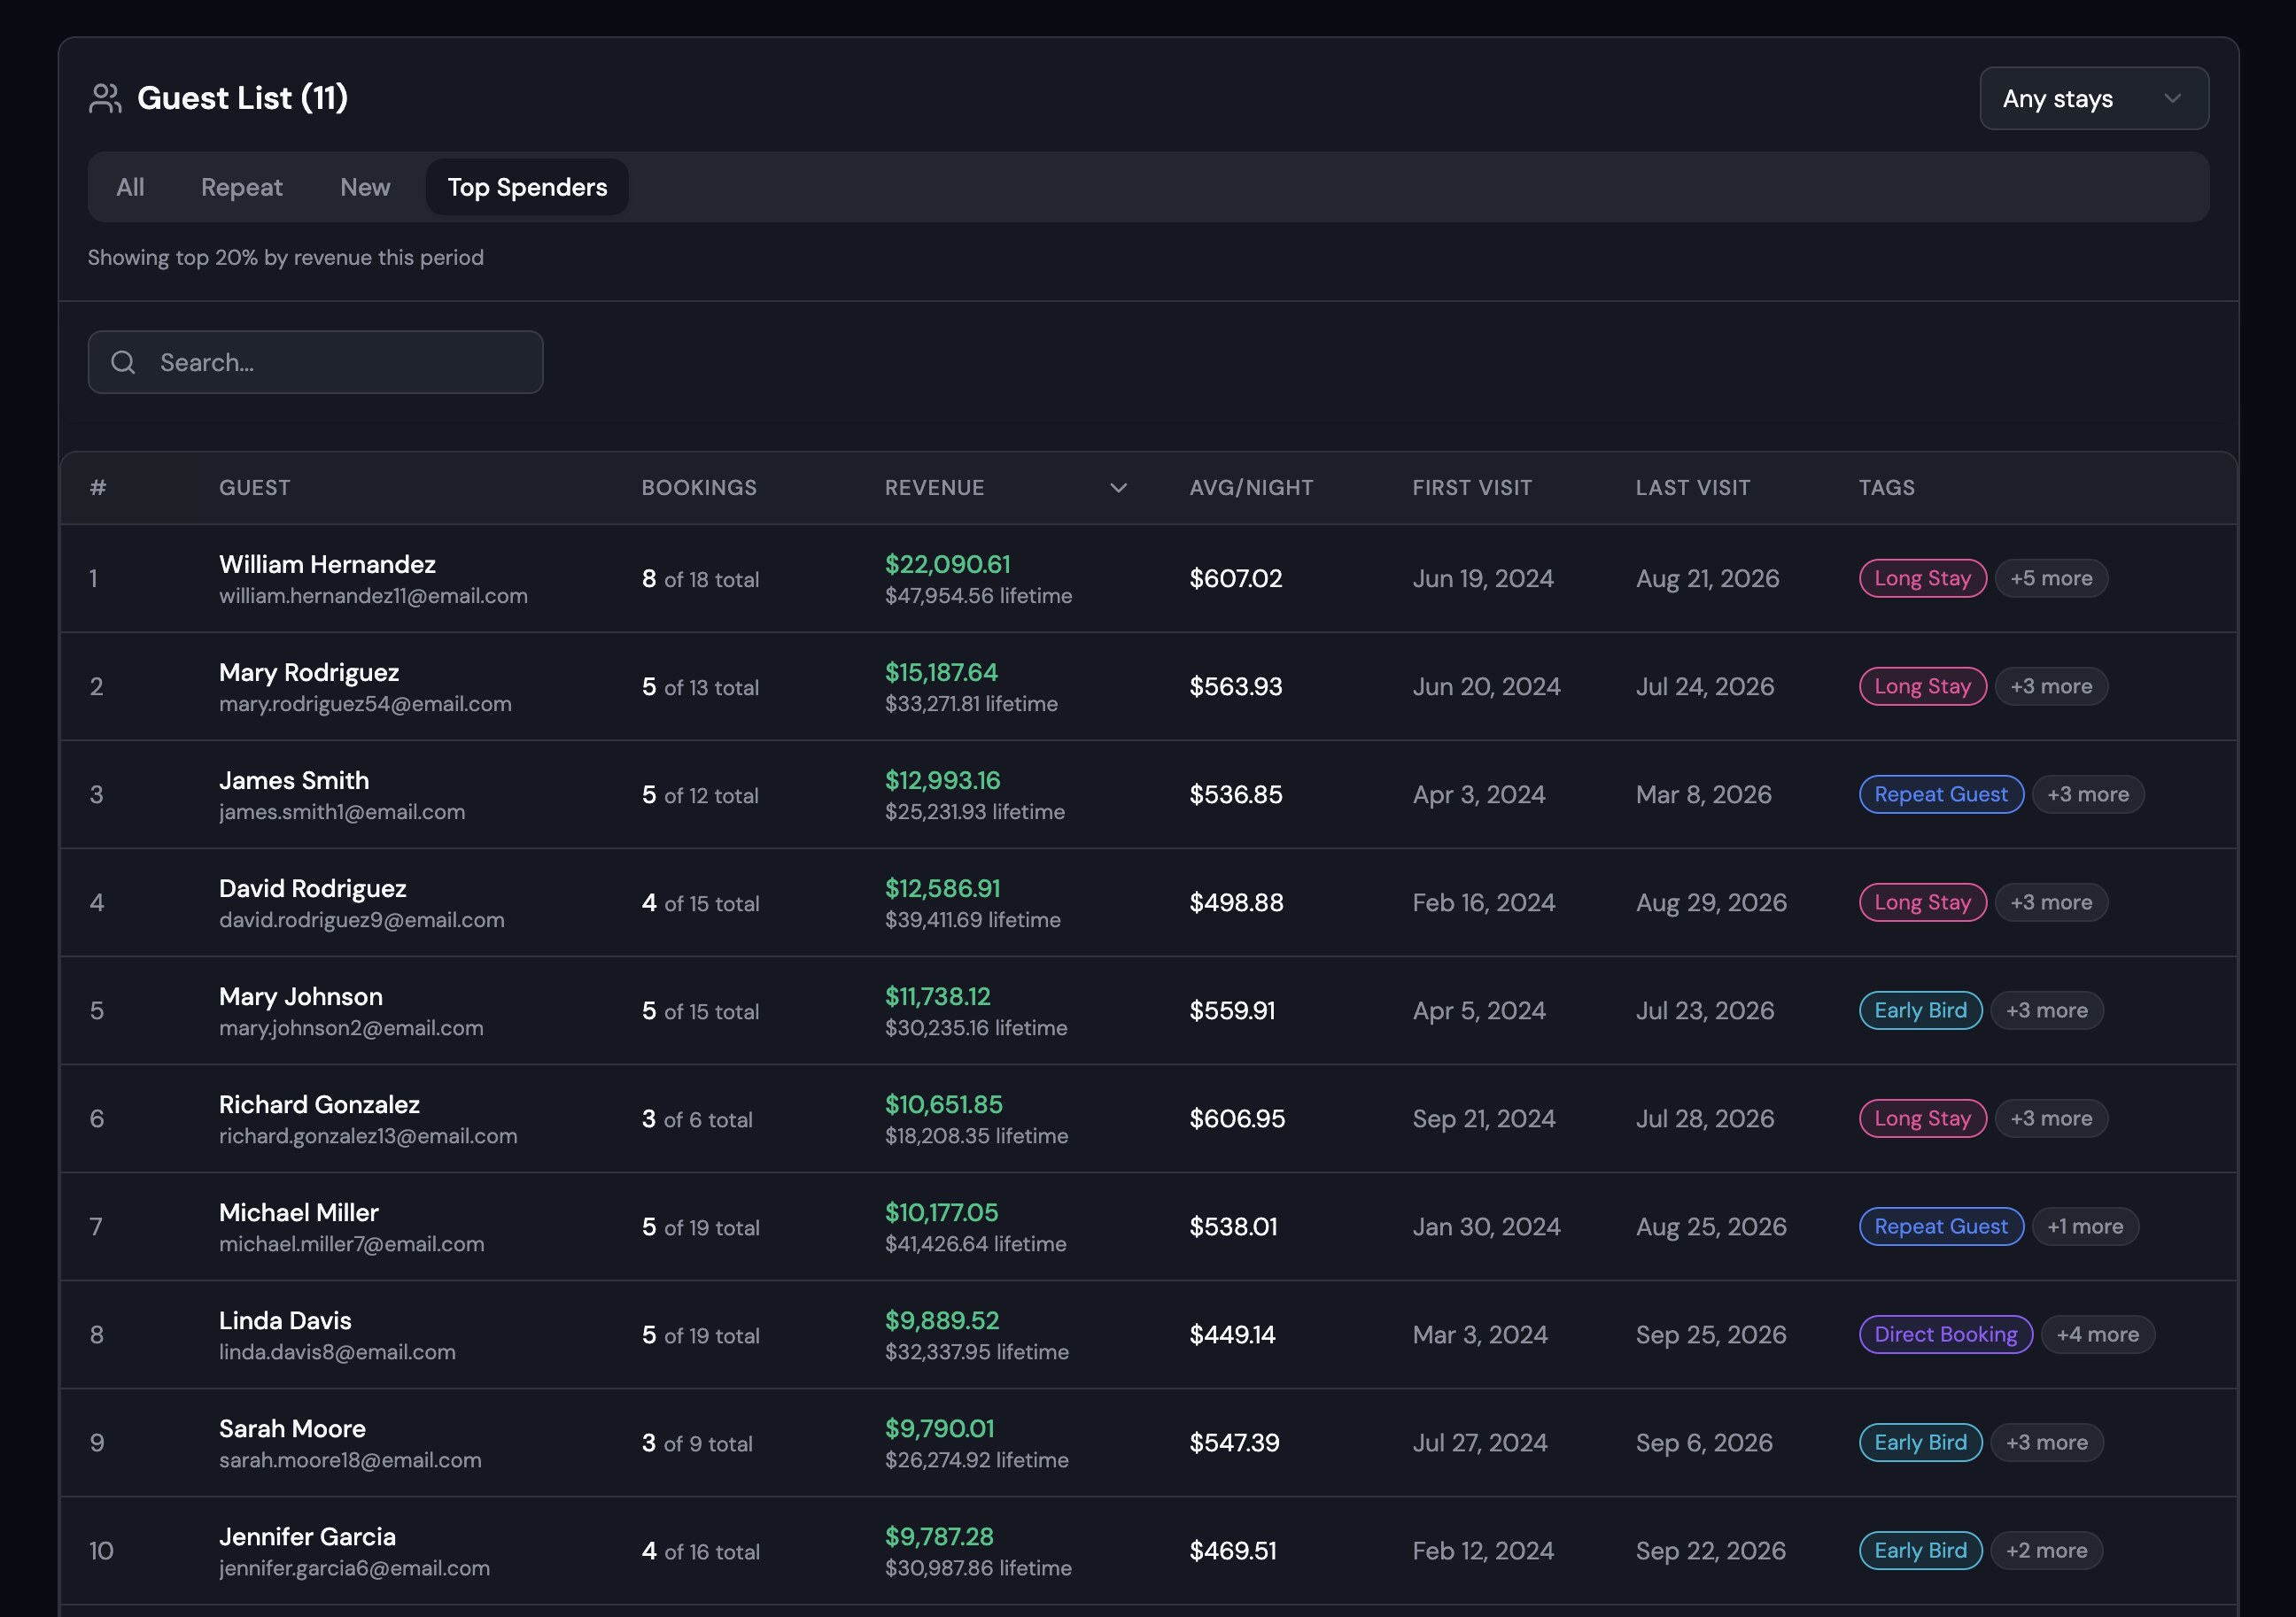 Guest List (11)
Any stays
All Repeat New Top Spenders
Showing top 20% by revenue this period
Search...
# GUEST BOOKINGS REVENUE AVG/NIGHT FIRST VISIT LAST VISIT TAGS
1 William Hernandez 8 of 18 total $22,090.61 $607.02 Jun 19, 2024 Aug 21, 2026 Long Stay +5 more
william.hernandez11@email.com $47,954.56 lifetime
2 Mary Rodriguez 5 of 13 total $15,187.64 $563.93 Jun 20, 2024 Jul 24, 2026 Long Stay +3 more
mary.rodriguez54@email.com $33,271.81 lifetime
3 James Smith 5 of 12 total $12,993.16 $536.85 Apr 3, 2024 Mar 8, 2026 Repeat Guest +3 more
james.smith1@email.com $25,231.93 lifetime
4 David Rodriguez 4 of 15 total $12,586.91 $498.88 Feb 16, 2024 Aug 29, 2026 Long Stay +3 more
david.rodriguez9@email.com $39,411.69 lifetime
5 Mary Johnson 5 of 15 total $11,738.12 $559.91 Apr 5, 2024 Jul 23, 2026 Early Bird +3 more
mary.johnson2@email.com $30,235.16 lifetime
6 Richard Gonzalez 3 of 6 total $10,651.85 $606.95 Sep 21, 2024 Jul 28, 2026 Long Stay +3 more
richard.gonzalez13@email.com $18,208.35 lifetime
7 Michael Miller 5 of 19 total $10,177.05 $538.01 Jan 30, 2024 Aug 25, 2026 Repeat Guest +1 more
michael.miller7@email.com $41,426.64 lifetime
8 Linda Davis 5 of 19 total $9,889.52 $449.14 Mar 3, 2024 Sep 25, 2026 Direct Booking +4 more
linda.davis8@email.com $32,337.95 lifetime
9 Sarah Moore 3 of 9 total $9,790.01 $547.39 Jul 27, 2024 Sep 6, 2026 Early Bird +3 more
sarah.moore18@email.com $26,274.92 lifetime
10 Jennifer Garcia 4 of 16 total $9,787.28 $469.51 Feb 12, 2024 Sep 22, 2026 Early Bird +2 more
jennifer.garcia6@email.com $30,987.86 lifetime